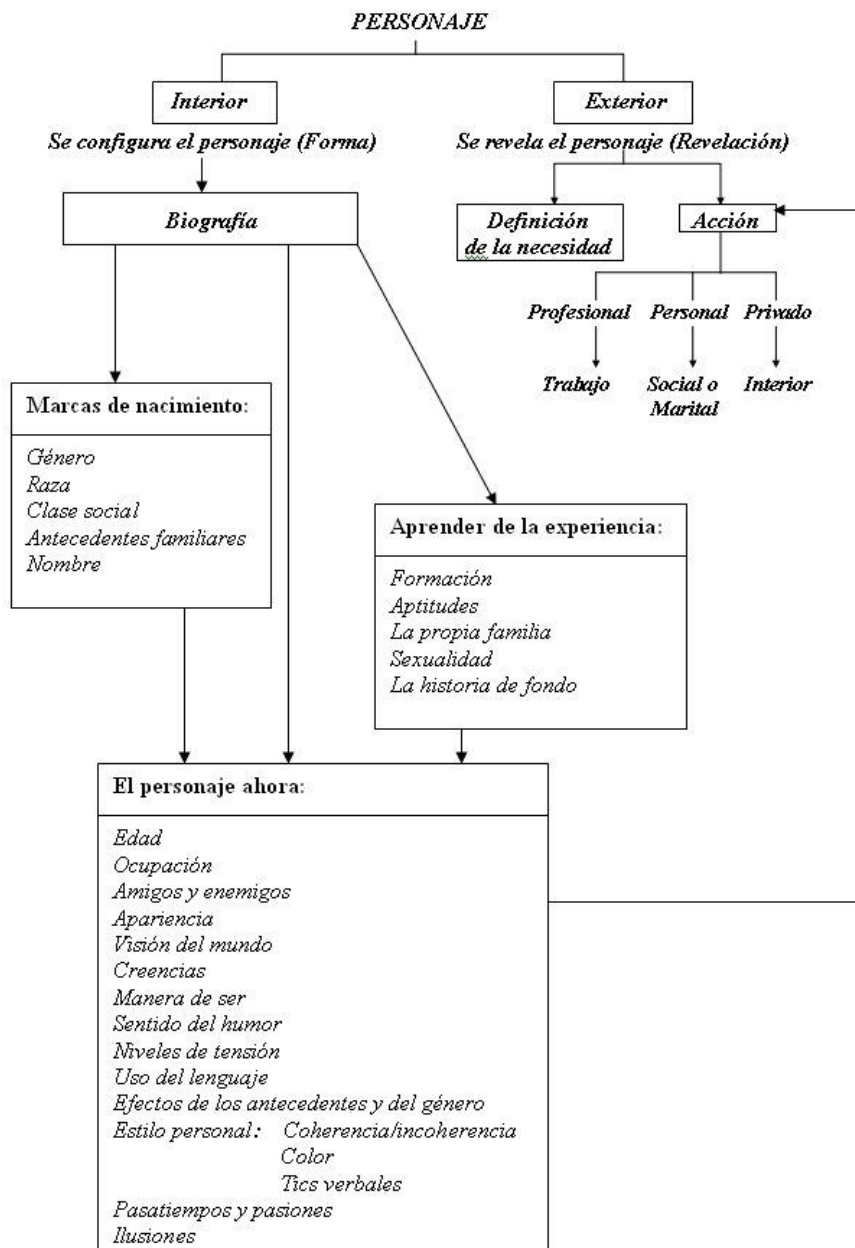 PERSONAJE
Interior
Exterior
Se configura el personaje (Forma)
Se revela el personaje (Revelación)
Biografía
Definición
de la necesidad
Acción
Profesional Personal Privado
Trabajo
Social o
Marital
Interior
Marcas de nacimiento:
Género
Raza
Clase social
Antecedentes familiares
Nombre
Aprender de la experiencia:
Formación
Aptitudes
La propia familia
Sexualidad
La historia de fondo
El personaje ahora:
Edad
Ocupación
Amigos y enemigos
Apariencia
Visión del mundo
Creencias
Manera de ser
Sentido del humor
Niveles de tensión
Uso del lenguaje
Efectos de los antecedentes y del género
Estilo personal: Coherencia/incoherencia
Color
Tics verbales
Pasatiempos y pasiones
Ilusiones